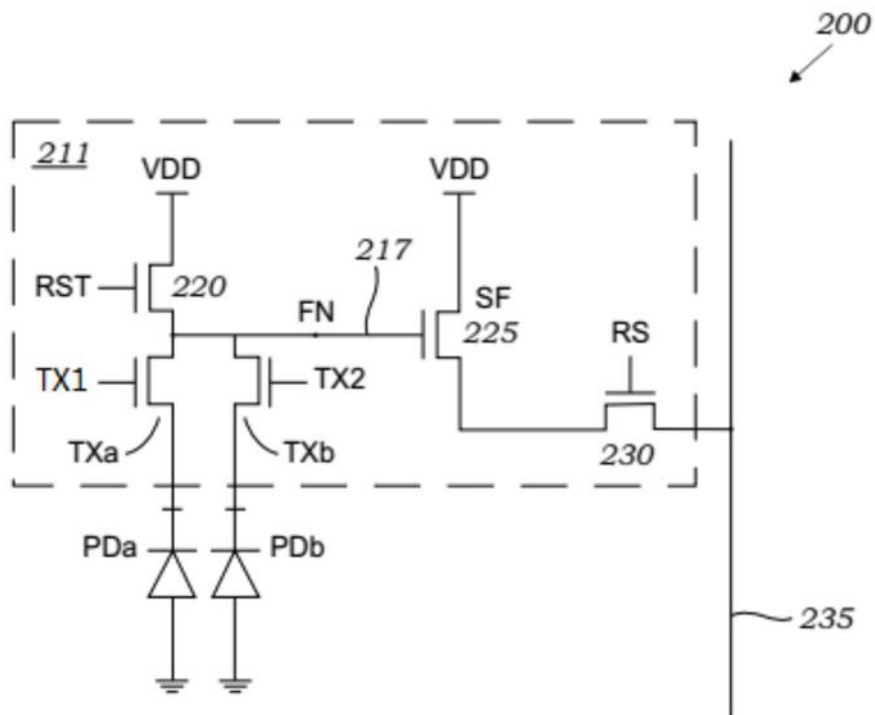 200
211
VDD
VDD
217
RST
220
FN
SF
225
RS
TX1
TX2
TXa
TXb
230
PDa
PDb
235